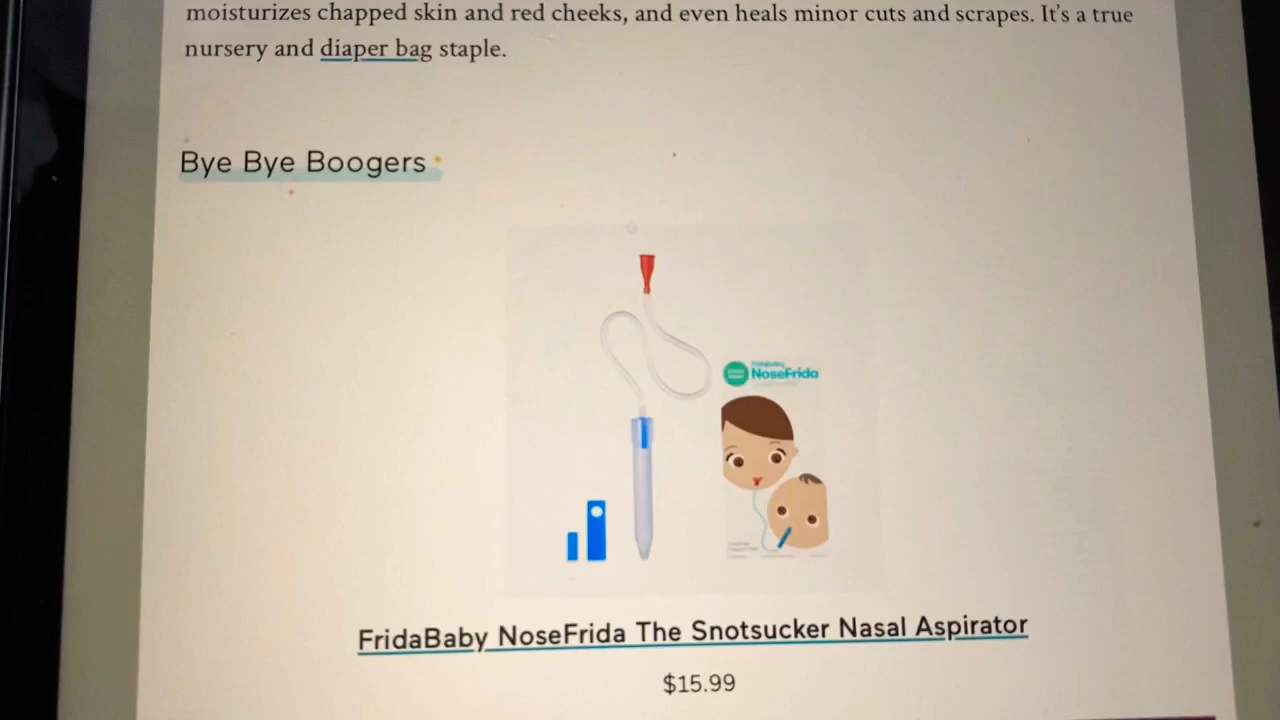 moisturizes chapped skin and red cheeks, and even heals minor cuts and scrapes. It’s a true
nursery and diaper bag staple.
Bye Bye Boogers
NoseFrida
FridaBaby NoseFrida The Snotsucker Nasal Aspirator
$15.99